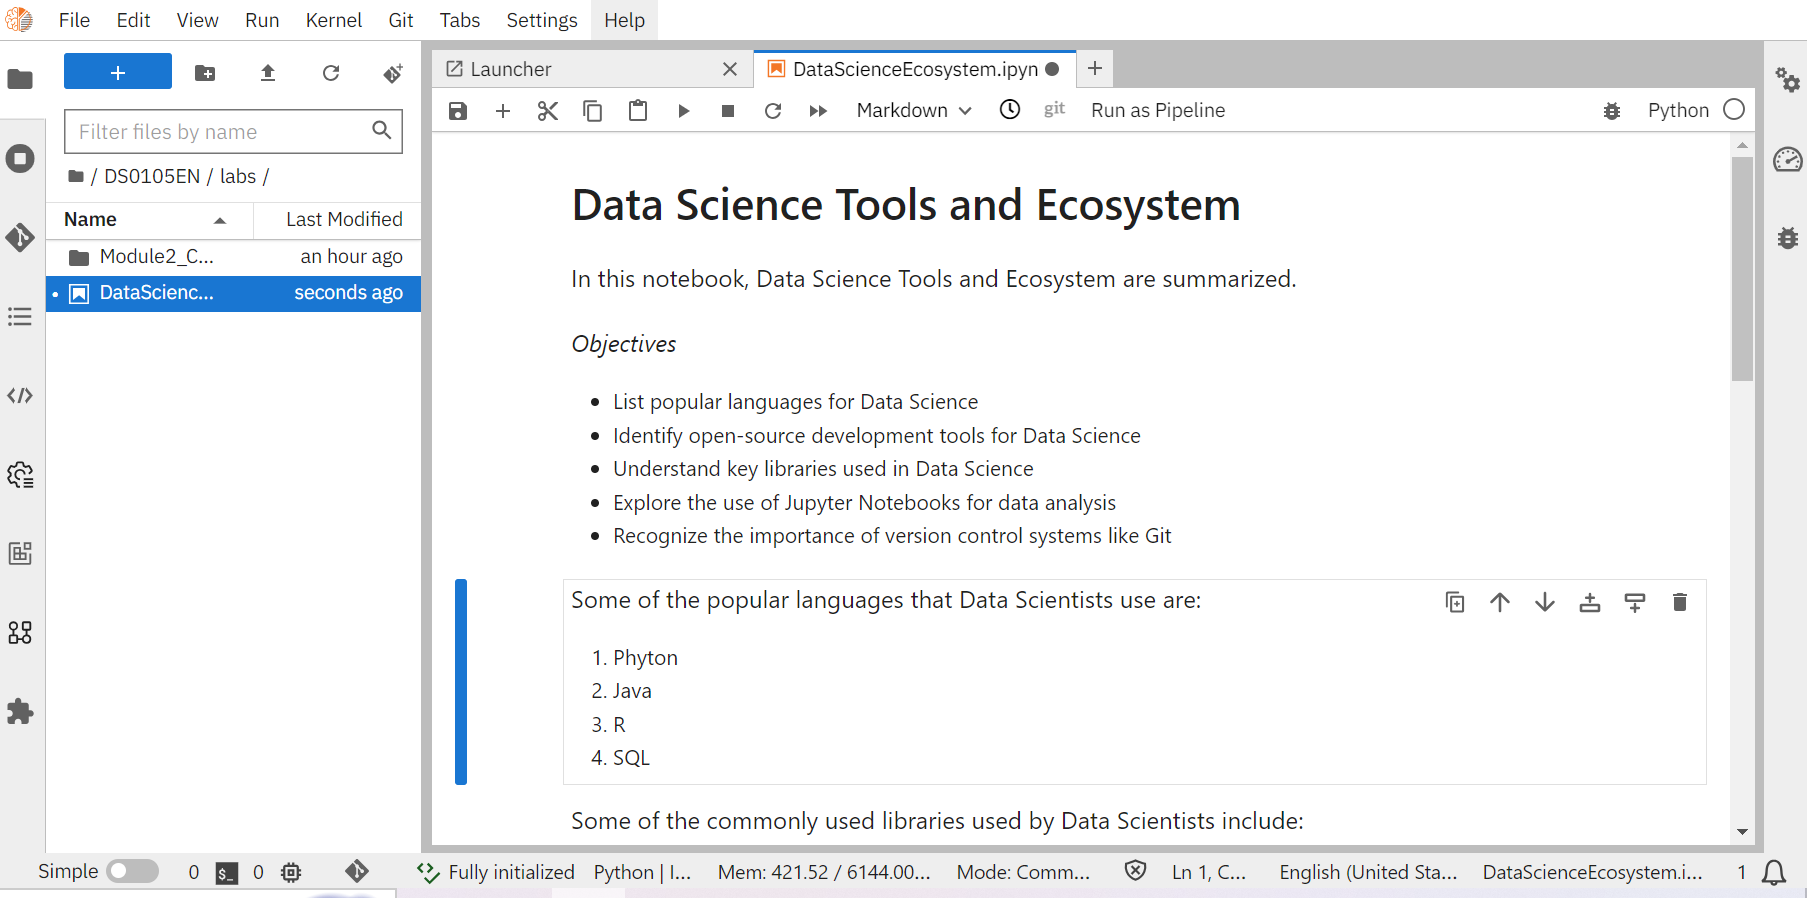 File Edit View Run Kernel Git Tabs Settings Help
Launcher
DataScienceEcosystem.ipyn
Filter files by name
/ DS0105EN / labs /
Name Last Modified
Module2_C... an hour ago
DataScienc... seconds ago
Markdown git Run as Pipeline Python
Data Science Tools and Ecosystem
In this notebook, Data Science Tools and Ecosystem are summarized.
Objectives
List popular languages for Data Science
Identify open-source development tools for Data Science
Understand key libraries used in Data Science
Explore the use of Jupyter Notebooks for data analysis
Recognize the importance of version control systems like Git
Some of the popular languages that Data Scientists use are:
1. Phyton
2. Java
3. R
4. SQL
Some of the commonly used libraries used by Data Scientists include:
Simple 0 $_ 0 Fully initialized Python | I... Mem: 421.52 / 6144.00... Mode: Comm... Ln 1, C... English (United Sta... DataScienceEcosystem.i... 1